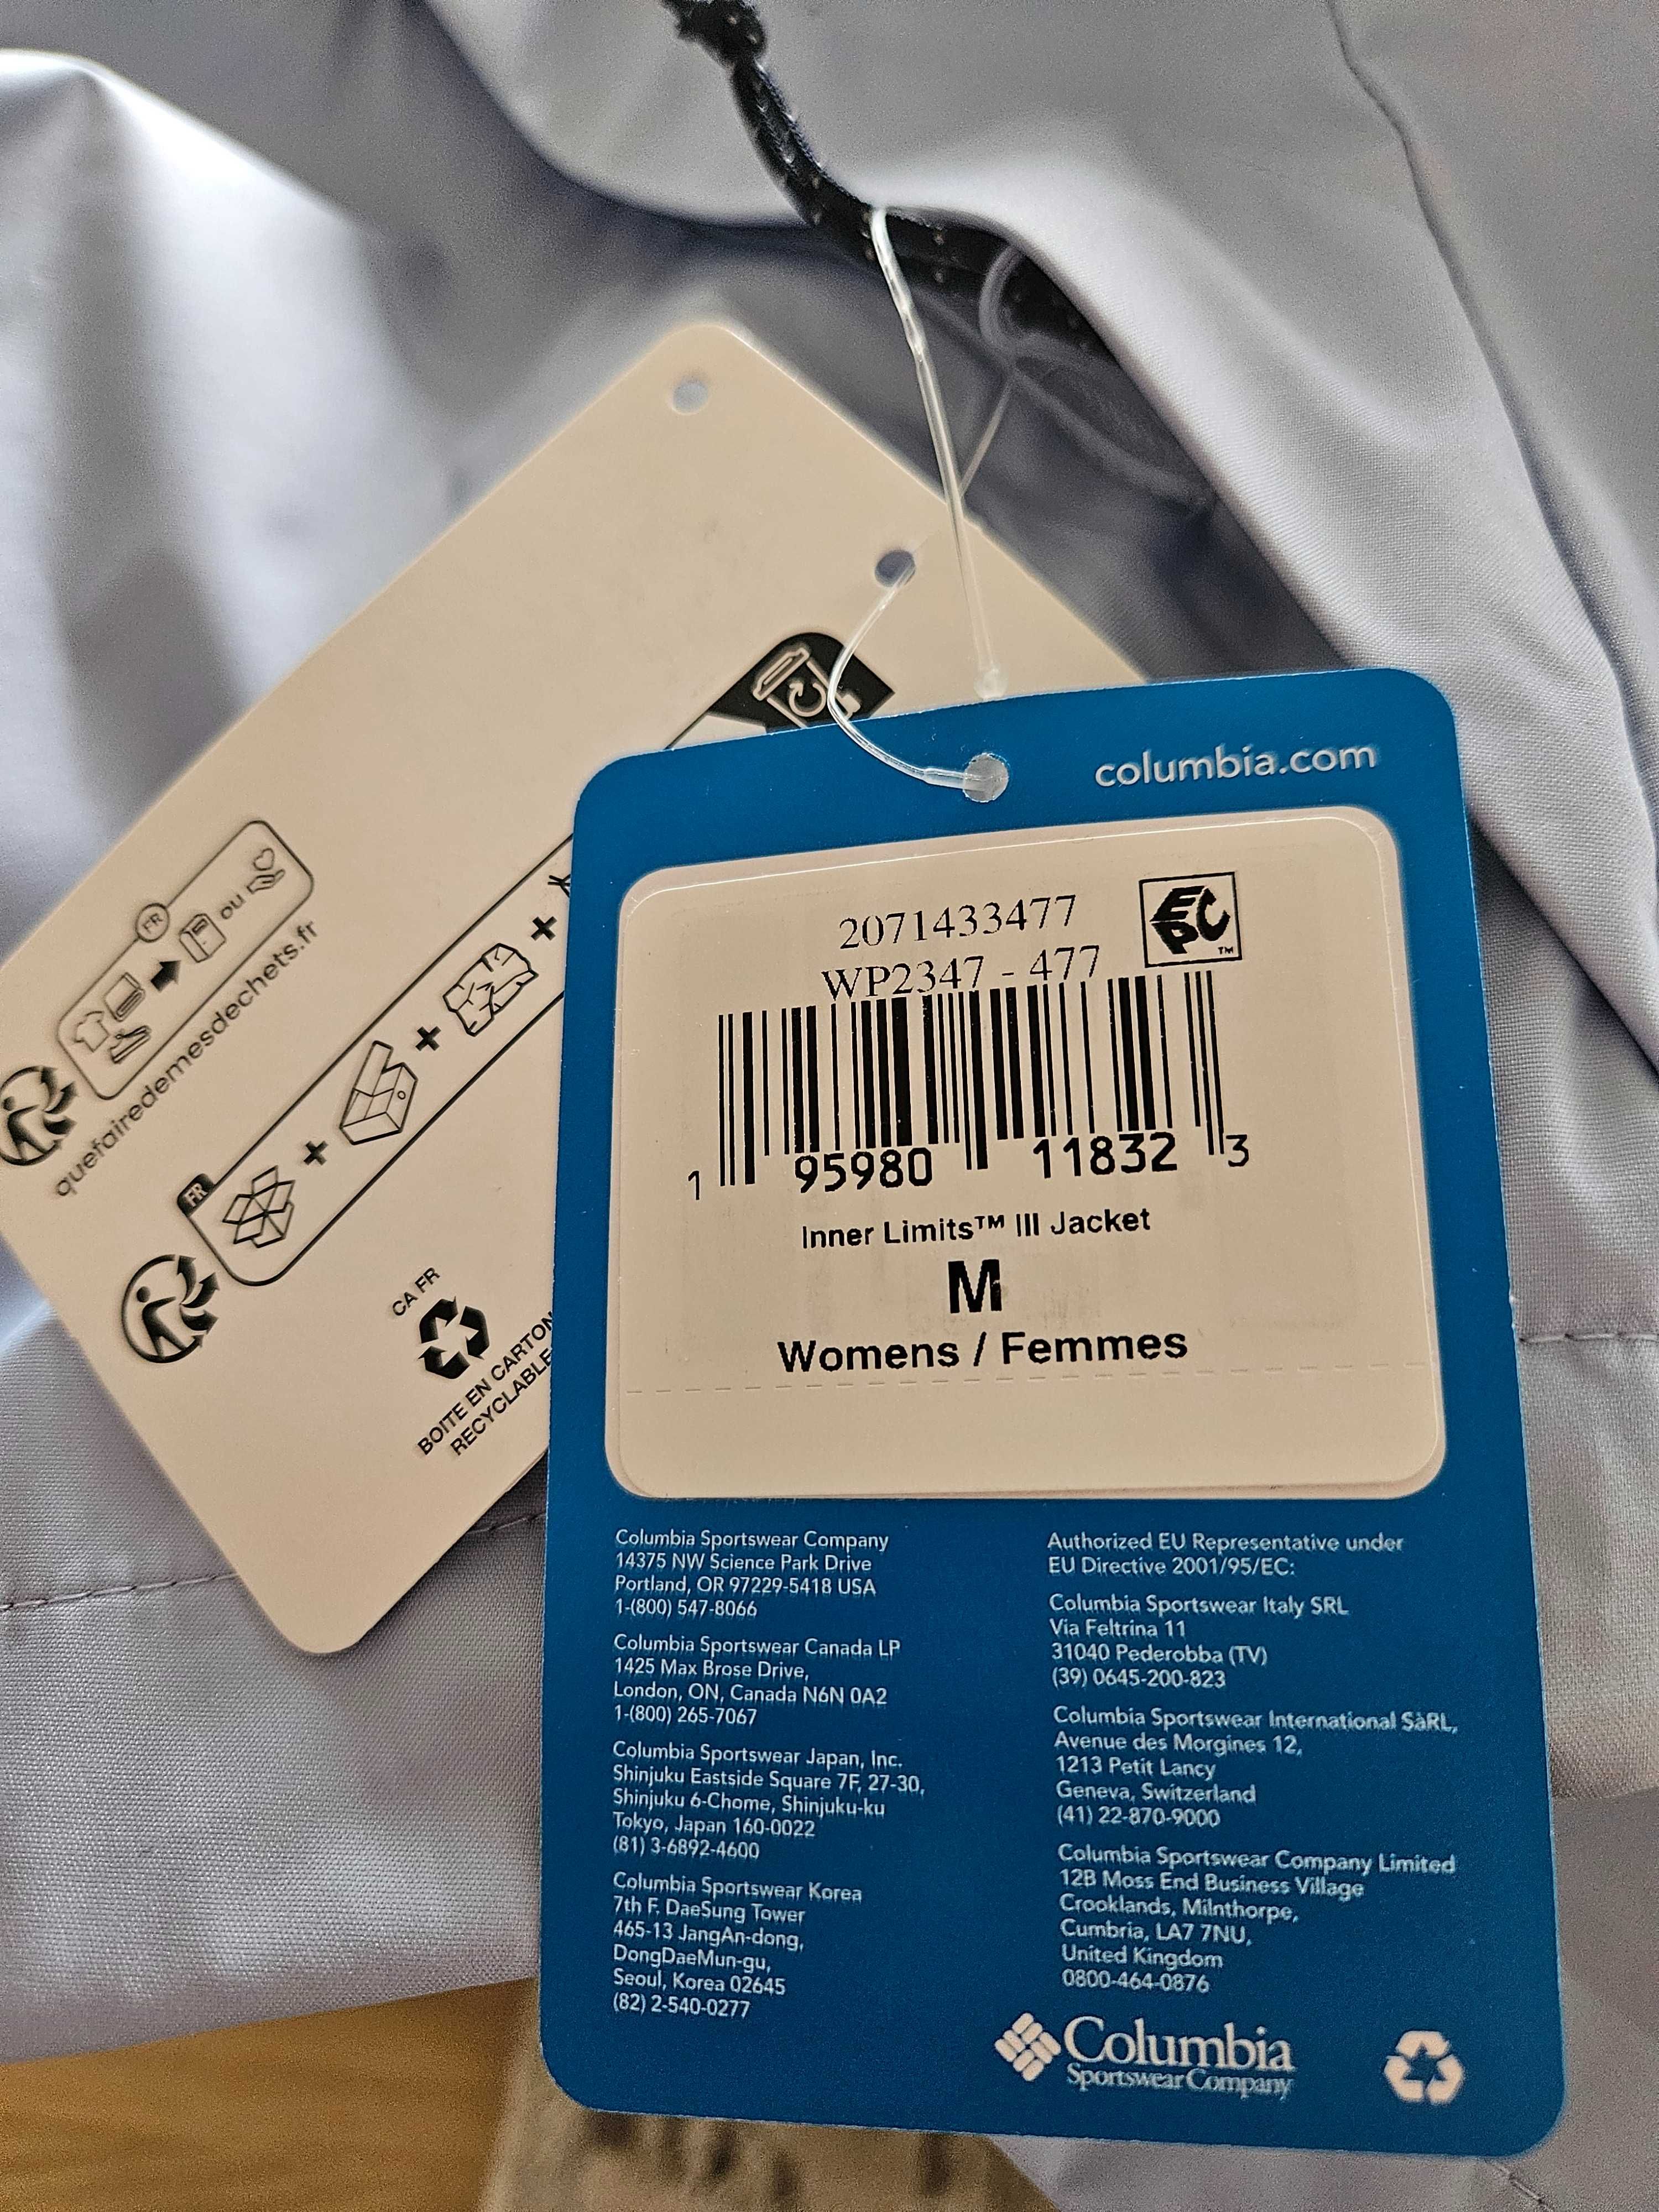 columbia.com
2071433477
EPC™
WP2347 - 477
1 95980 11832 3
Inner Limits™ III Jacket
M
Womens / Femmes
Columbia Sportswear Company
14375 NW Science Park Drive
Portland, OR 97229-5418 USA
1-(800) 547-8066
Columbia Sportswear Canada LP
1425 Max Brose Drive,
London, ON, Canada N6N 0A2
1-(800) 265-7067
Columbia Sportswear Japan, Inc.
Shinjuku Eastside Square 7F, 27-30,
Shinjuku 6-Chome, Shinjuku-ku
Tokyo, Japan 160-0022
(81) 3-6892-4600
Columbia Sportswear Korea
7th F, DaeSung Tower
465-13 JangAn-dong,
DongDaeMun-gu,
Seoul, Korea 02645
(82) 2-540-0277
Authorized EU Representative under
EU Directive 2001/95/EC:
Columbia Sportswear Italy SRL
Via Feltrina 11
31040 Pederobba (TV)
(39) 0645-200-823
Columbia Sportswear International SàRL,
Avenue des Morgines 12,
1213 Petit Lancy
Geneva, Switzerland
(41) 22-870-9000
Columbia Sportswear Company Limited
12B Moss End Business Village
Crooklands, Milnthorpe,
Cumbria, LA7 7NU,
United Kingdom
0800-464-0876
Columbia
Sportswear Company
FR
ou
quefairedemesdechets.fr
FR
+ + +
CA FR
BOITE EN CARTON
RECYCLABLE